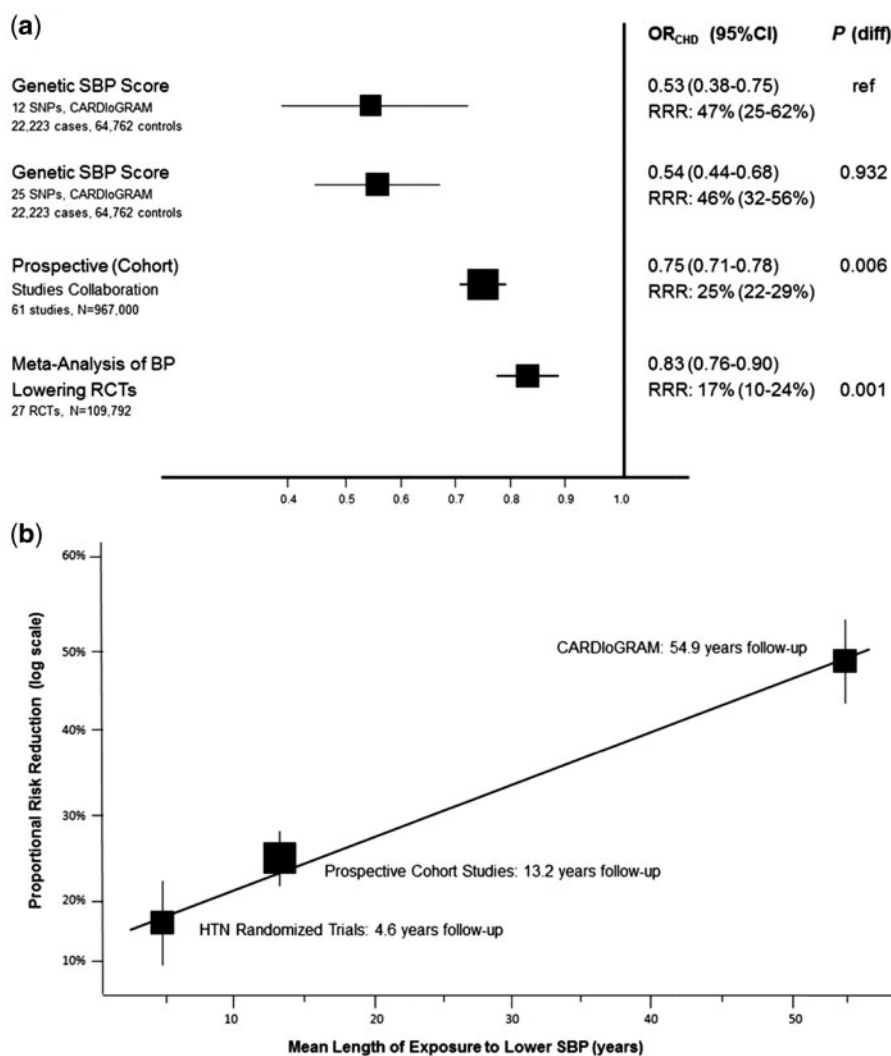 (a)
OR_CHD (95%CI) P (diff)
Genetic SBP Score
12 SNPs, CARDIoGRAM
22,223 cases, 64,762 controls
0.53 (0.38-0.75) ref
RRR: 47% (25-62%)
Genetic SBP Score
25 SNPs, CARDIoGRAM
22,223 cases, 64,762 controls
0.54 (0.44-0.68) 0.932
RRR: 46% (32-56%)
Prospective (Cohort)
Studies Collaboration
61 studies, N=967,000
0.75 (0.71-0.78) 0.006
RRR: 25% (22-29%)
Meta-Analysis of BP
Lowering RCTs
27 RCTs, N=109,792
0.83 (0.76-0.90)
RRR: 17% (10-24%) 0.001
0.4 0.5 0.6 0.7 0.8 0.9 1.0
(b)
Proportional Risk Reduction (log scale)
60%
50%
40%
30%
20%
10%
CARDIoGRAM: 54.9 years follow-up
Prospective Cohort Studies: 13.2 years follow-up
HTN Randomized Trials: 4.6 years follow-up
10 20 30 40 50
Mean Length of Exposure to Lower SBP (years)